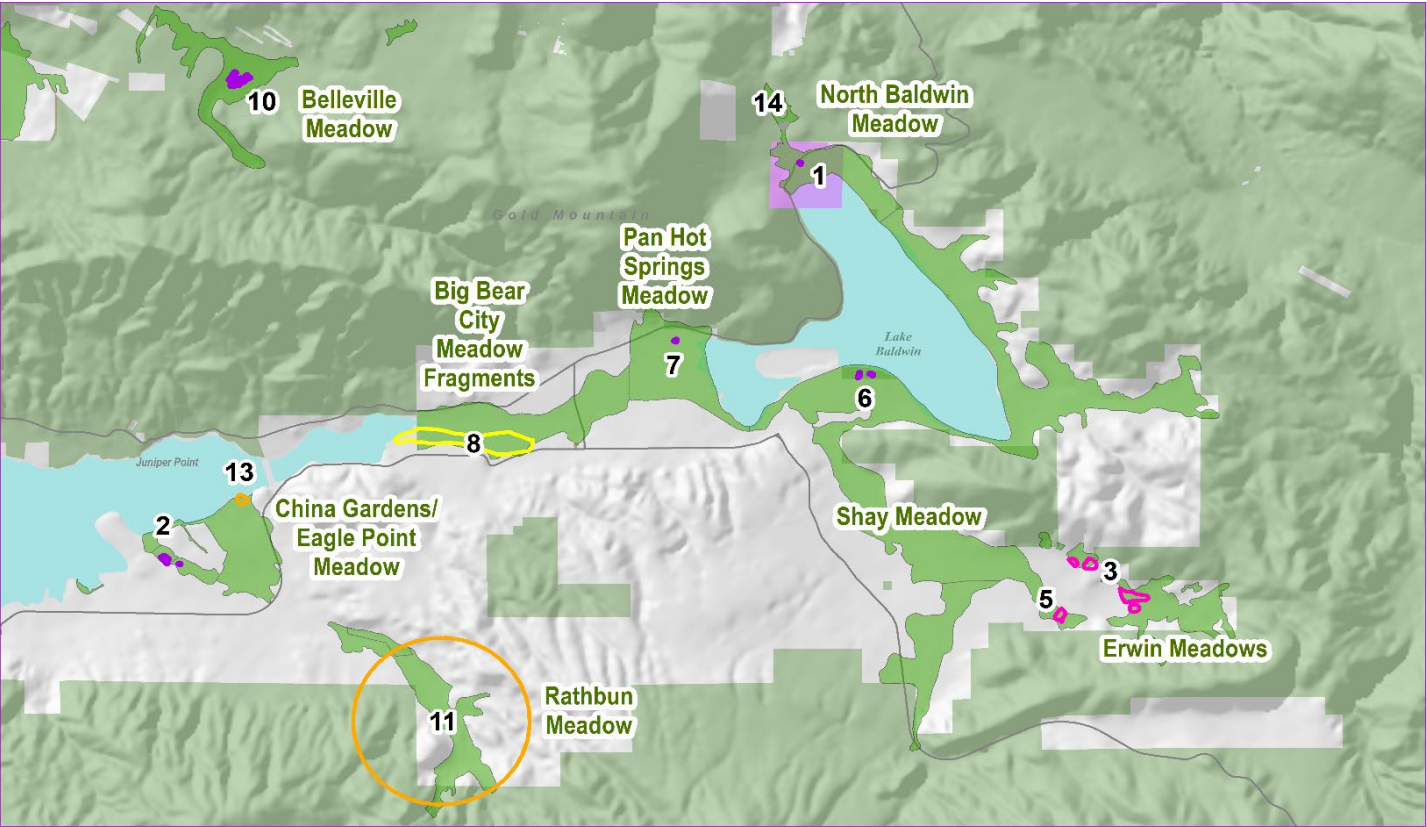 10
Belleville
Meadow
14
North Baldwin
Meadow
1
Gold Mountain
Pan Hot
Springs
Meadow
Big Bear
City
Meadow
Fragments
7
Lake
Baldwin
6
8
Juniper Point
13
China Gardens/
Eagle Point
Meadow
2
Shay Meadow
3
5
Erwin Meadows
Rathbun
Meadow
11